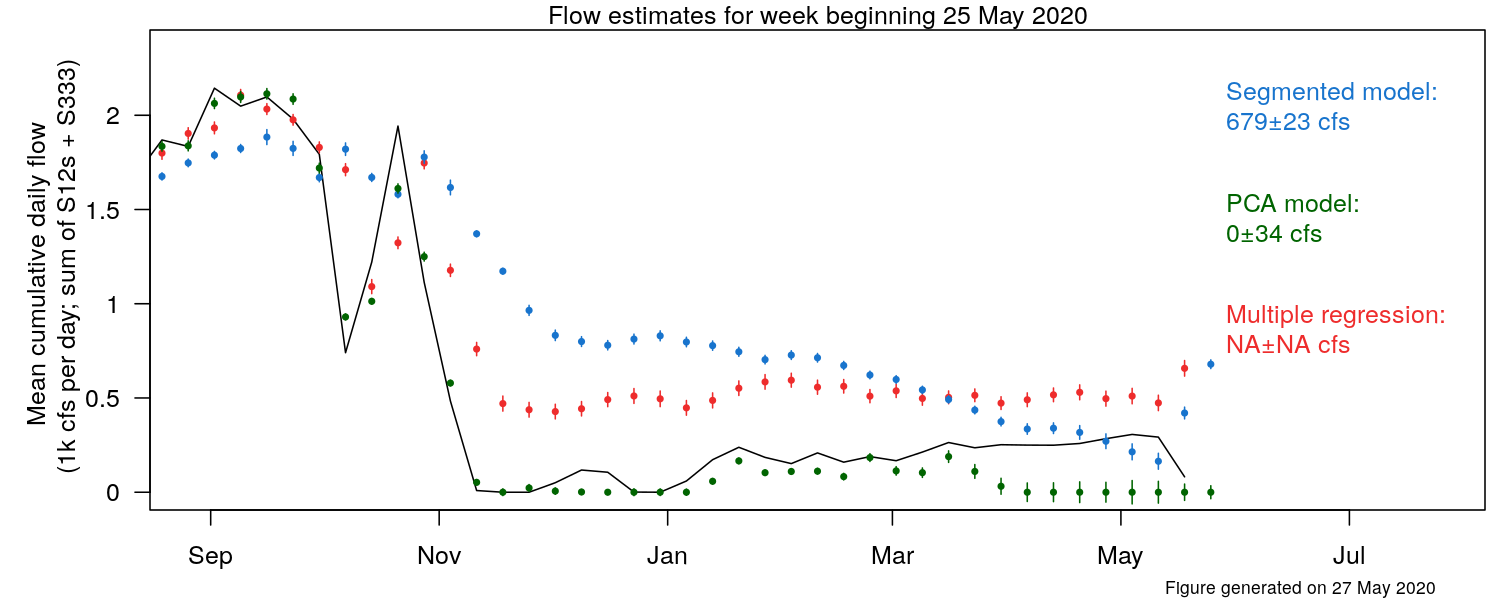 Flow estimates for week beginning 25 May 2020
Mean cumulative daily flow
(1k cfs per day; sum of S12s + S333)
2
1.5
1
0.5
0
Segmented model:
679±23 cfs
PCA model:
0±34 cfs
Multiple regression:
NA±NA cfs
Sep
Nov
Jan
Mar
May
Jul
Figure generated on 27 May 2020